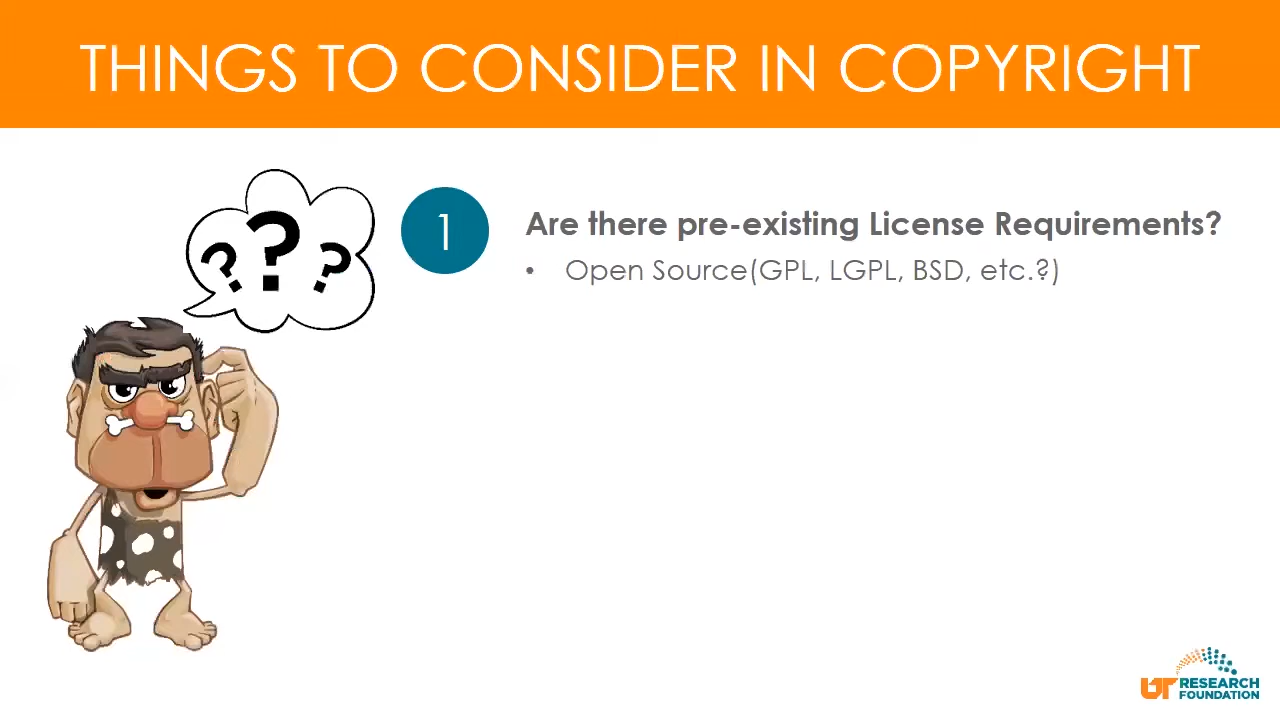 THINGS TO CONSIDER IN COPYRIGHT
? ? ?
1
Are there pre-existing License Requirements?
• Open Source(GPL, LGPL, BSD, etc.?)
UT RESEARCH
FOUNDATION